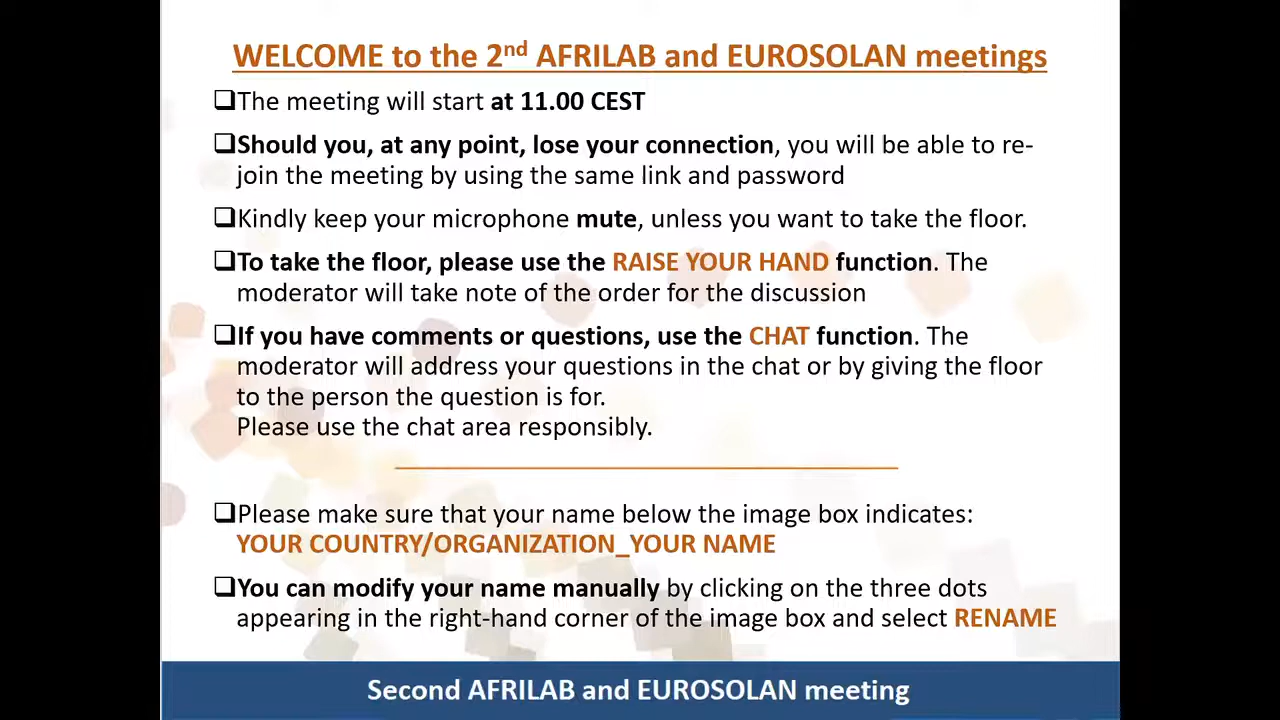 WELCOME to the 2nd AFRILAB and EUROSOLAN meetings
❑The meeting will start at 11.00 CEST
❑Should you, at any point, lose your connection, you will be able to re-
join the meeting by using the same link and password
❑Kindly keep your microphone mute, unless you want to take the floor.
❑To take the floor, please use the RAISE YOUR HAND function. The
moderator will take note of the order for the discussion
❑If you have comments or questions, use the CHAT function. The
moderator will address your questions in the chat or by giving the floor
to the person the question is for.
Please use the chat area responsibly.
❑Please make sure that your name below the image box indicates:
YOUR COUNTRY/ORGANIZATION_YOUR NAME
❑You can modify your name manually by clicking on the three dots
appearing in the right-hand corner of the image box and select RENAME
Second AFRILAB and EUROSOLAN meeting